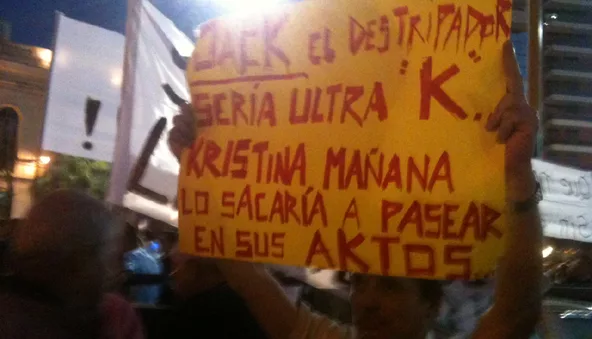 JACK EL DESTRIPADOR
SERÍA ULTRA "K"..
KRISTINA MAÑANA
LO SACARÍA A PASEAR
EN SUS AKTOS...
!